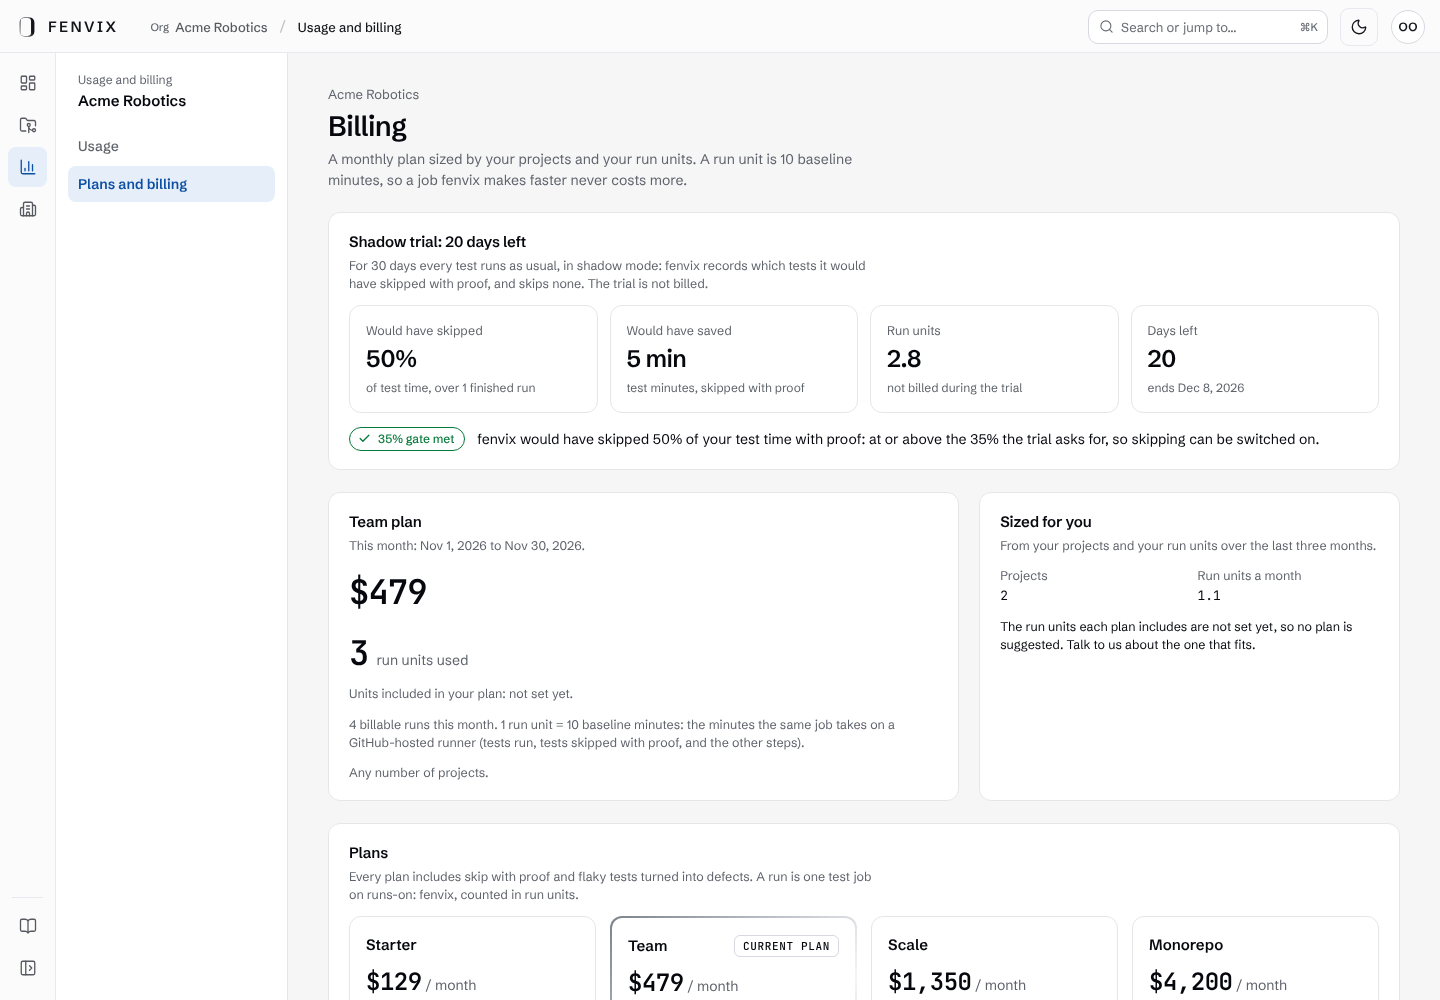 FENVIX
Org Acme Robotics / Usage and billing
Search or jump to... ⌘K
OO
Usage and billing
Acme Robotics
Usage
Plans and billing
Acme Robotics
Billing
A monthly plan sized by your projects and your run units. A run unit is 10 baseline
minutes, so a job fenvix makes faster never costs more.
Shadow trial: 20 days left
For 30 days every test runs as usual, in shadow mode: fenvix records which tests it would
have skipped with proof, and skips none. The trial is not billed.
Would have skipped
50%
of test time, over 1 finished run
Would have saved
5 min
test minutes, skipped with proof
Run units
2.8
not billed during the trial
Days left
20
ends Dec 8, 2026
35% gate met
fenvix would have skipped 50% of your test time with proof: at or above the 35% the trial asks for, so skipping can be switched on.
Team plan
This month: Nov 1, 2026 to Nov 30, 2026.
$479
3 run units used
Units included in your plan: not set yet.
4 billable runs this month. 1 run unit = 10 baseline minutes: the minutes the same job takes on a
GitHub-hosted runner (tests run, tests skipped with proof, and the other steps).
Any number of projects.
Sized for you
From your projects and your run units over the last three months.
Projects
2
Run units a month
1.1
The run units each plan includes are not set yet, so no plan is
suggested. Talk to us about the one that fits.
Plans
Every plan includes skip with proof and flaky tests turned into defects. A run is one test job
on runs-on: fenvix, counted in run units.
Starter
$129 / month
Team
CURRENT PLAN
$479 / month
Scale
$1,350 / month
Monorepo
$4,200 / month